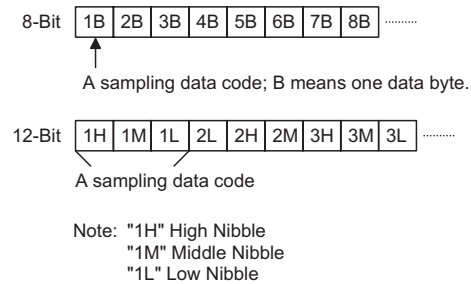 8-Bit 1B 2B 3B 4B 5B 6B 7B 8B
A sampling data code; B means one data byte.
12-Bit 1H 1M 1L 2L 2H 2M 3H 3M 3L
A sampling data code
Note: "1H" High Nibble
"1M" Middle Nibble
"1L" Low Nibble